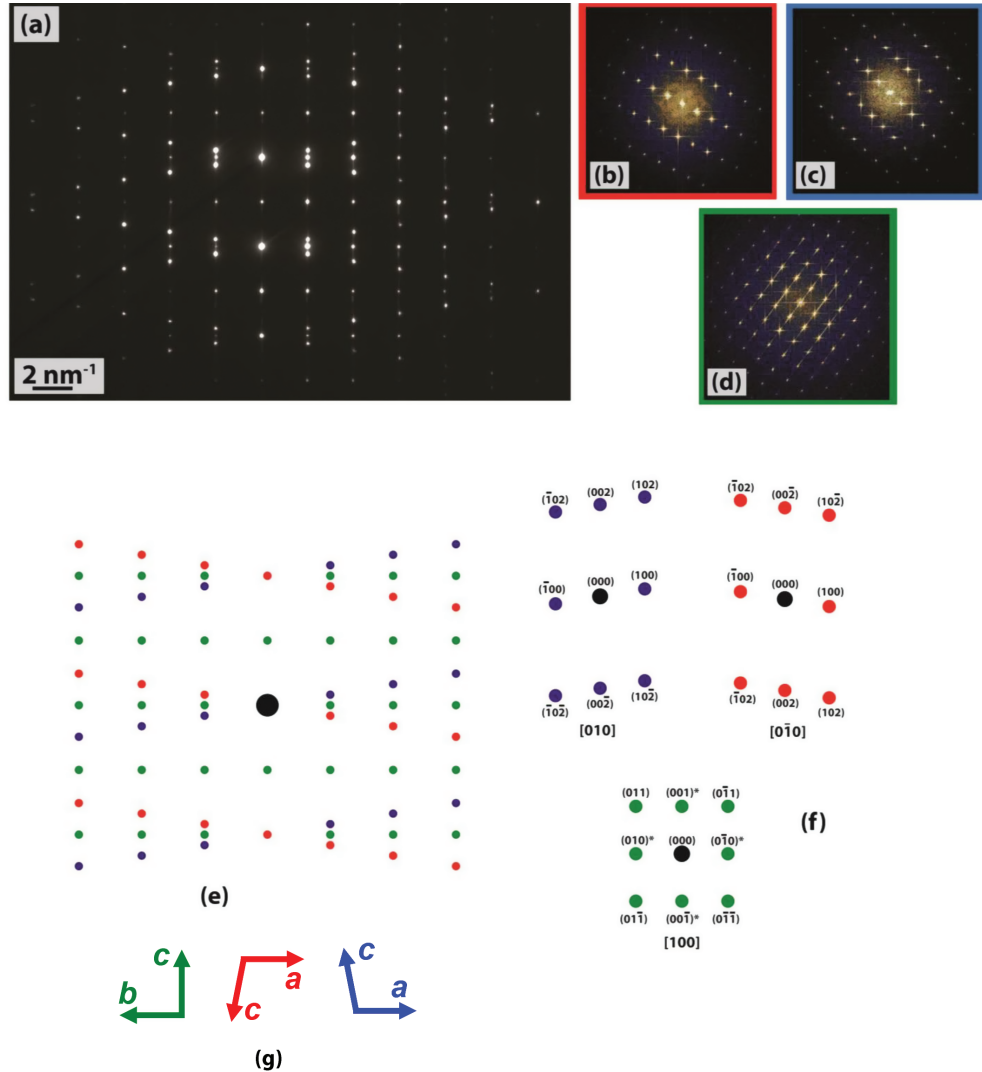 (a)
2 nm⁻¹
(b)
(c)
(d)
(1̅02) (002) (102)
(1̅00) (000) (100)
(1̅02̅) (002̅) (102̅)
[010]
(1̅02̅) (002̅) (102̅)
(1̅00) (000) (100)
(1̅02) (002) (102)
[01̅0]
(011) (001)* (01̅1)
(010)* (000) (01̅0)*
(011̅) (001̅)* (01̅1̅)
[100]
(e)
(f)
c
b
a
c
c
a
(g)